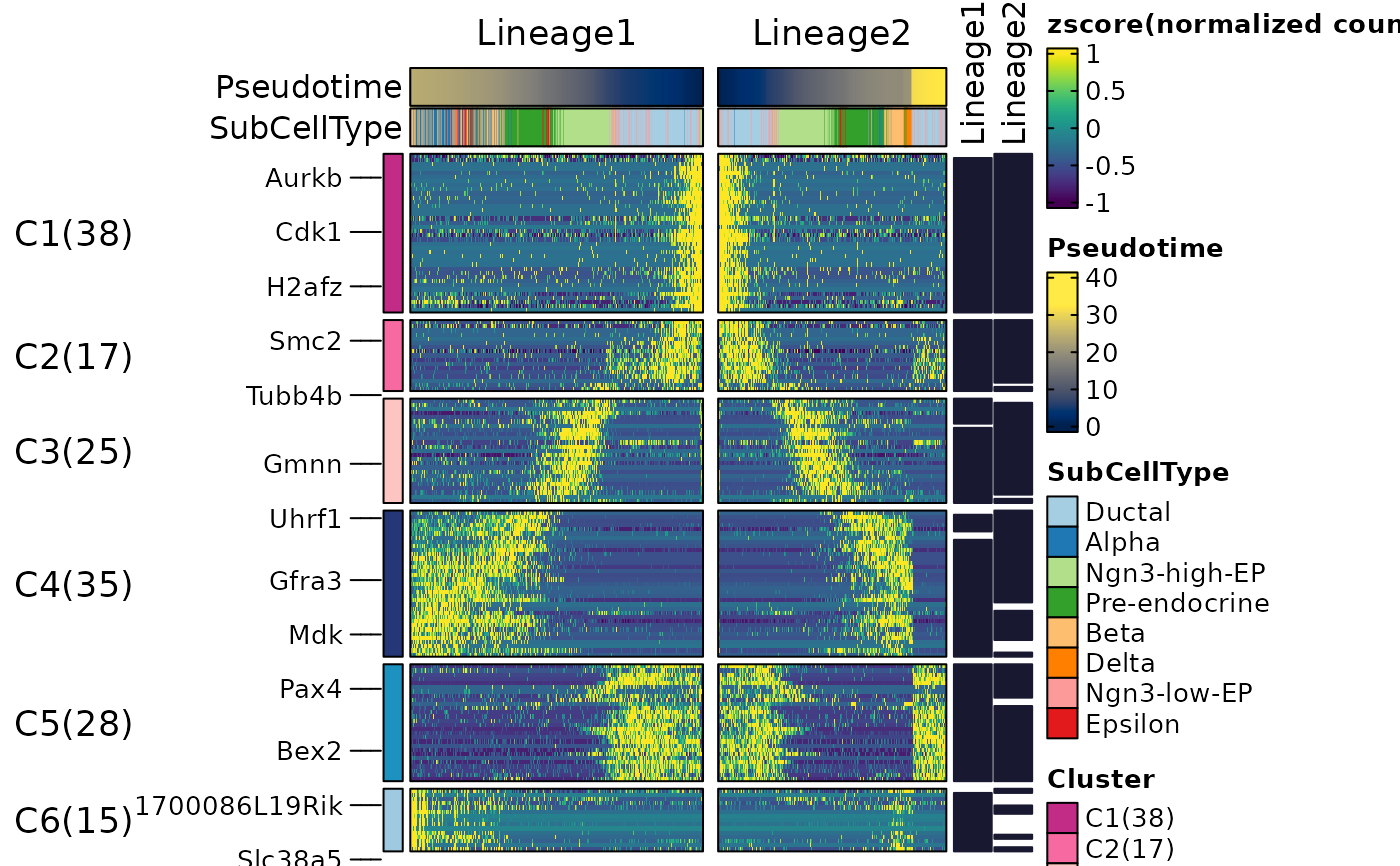 Lineage1
Lineage2
Lineage1
Lineage2
Pseudotime
SubCellType
C1(38)
C2(17)
C3(25)
C4(35)
C5(28)
C6(15)
Aurkb
Cdk1
H2afz
Smc2
Tubb4b
Gmnn
Uhrf1
Gfra3
Mdk
Pax4
Bex2
1700086L19Rik
Slc38a5
zscore(normalized coun
1
0.5
0
-0.5
-1
Pseudotime
40
30
20
10
0
SubCellType
Ductal
Alpha
Ngn3-high-EP
Pre-endocrine
Beta
Delta
Ngn3-low-EP
Epsilon
Cluster
C1(38)
C2(17)